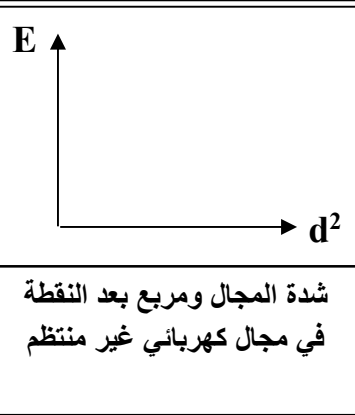 E
d²
شدة المجال ومربع بعد النقطة
في مجال كهربائي غير منتظم